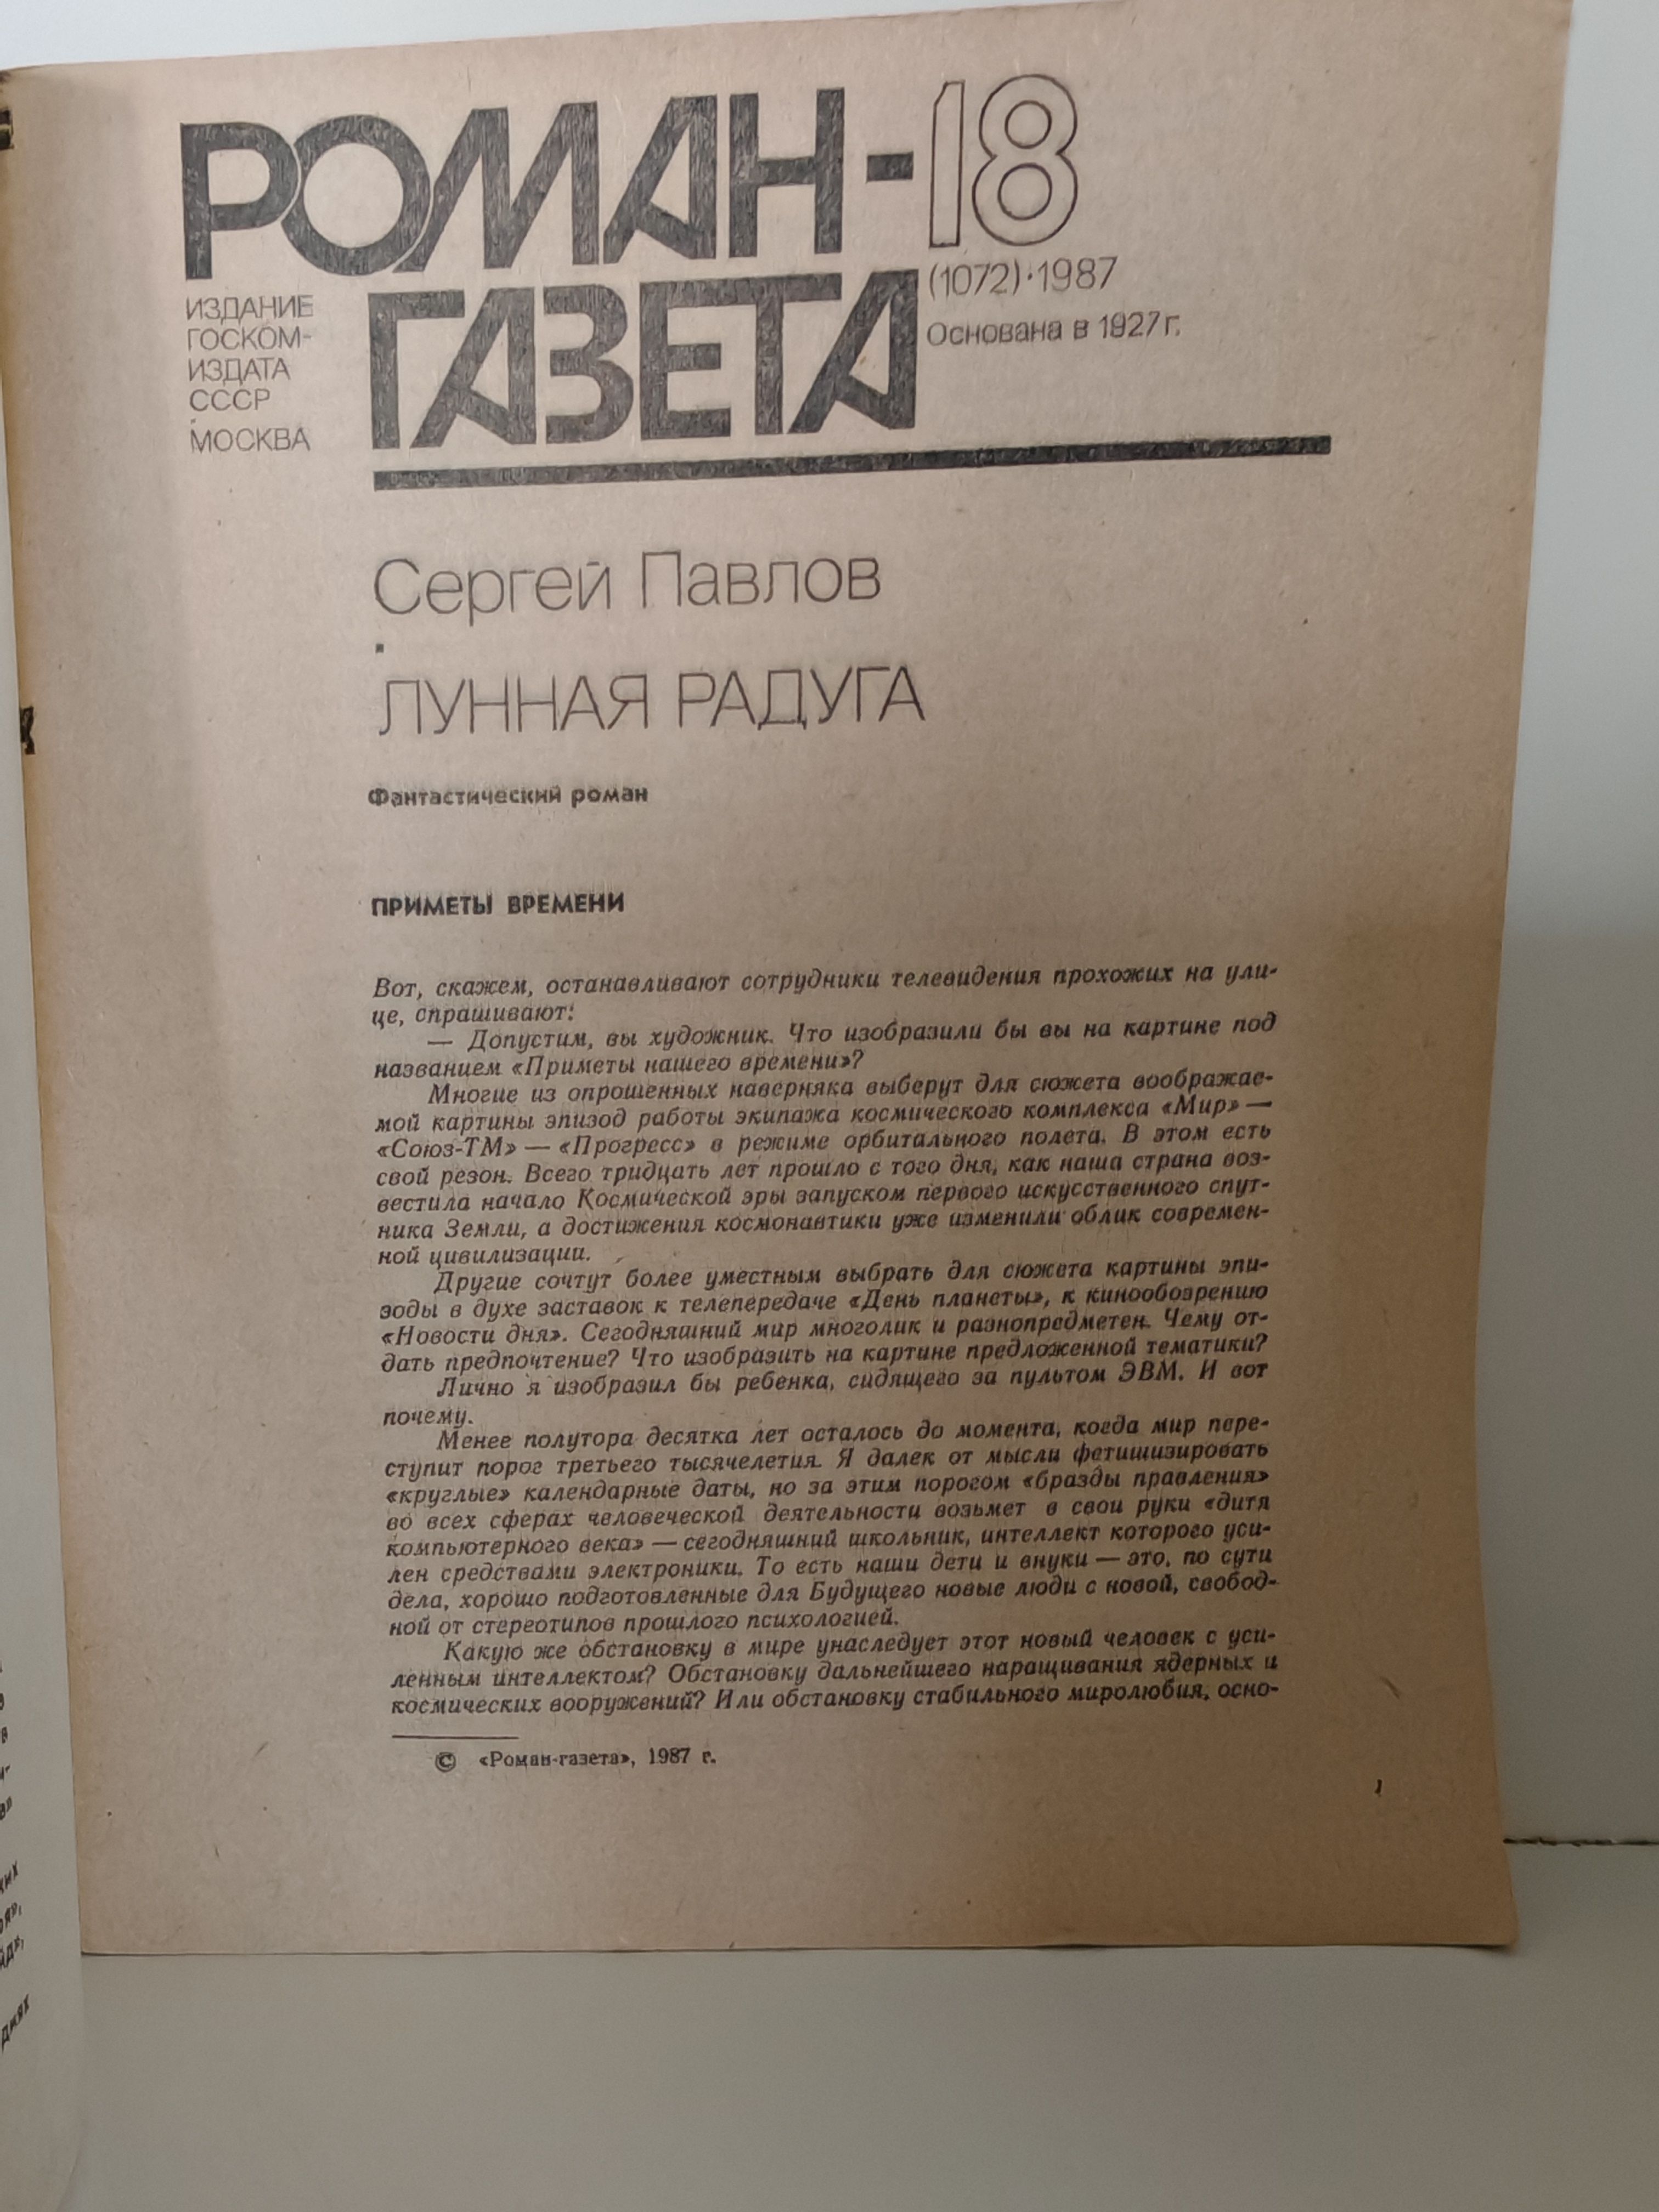 РОМАН-18
ГАЗЕТА
(1072)·1987
Основана в 1927 г.
ИЗДАНИЕ
ГОСКОМ-
ИЗДАТА
СССР
МОСКВА
Сергей Павлов
ЛУННАЯ РАДУГА
Фантастический роман
ПРИМЕТЫ ВРЕМЕНИ
Вот, скажем, останавливают сотрудники телевидения прохожих на ули-
це, спрашивают:
— Допустим, вы художник. Что изобразили бы вы на картине под
названием «Приметы нашего времени»?
Многие из опрошенных наверняка выберут для сюжета воображае-
мой картины эпизод работы экипажа космического комплекса «Мир» —
«Союз-ТМ» — «Прогресс» в режиме орбитального полета. В этом есть
свой резон. Всего тридцать лет прошло с того дня, как наша страна воз-
вестила начало Космической эры запуском первого искусственного спут-
ника Земли, а достижения космонавтики уже изменили облик современ-
ной цивилизации.
Другие сочтут более уместным выбрать для сюжета картины эпи-
зоды в духе заставок к телепередаче «День планеты», к кинообозрению
«Новости дня». Сегодняшний мир многолик и разнопредметен. Чему от-
дать предпочтение? Что изобразить на картине предложенной тематики?
Лично я изобразил бы ребенка, сидящего за пультом ЭВМ. И вот
почему.
Менее полутора десятка лет осталось до момента, когда мир пере-
ступит порог третьего тысячелетия. Я далек от мысли фетишизировать
«круглые» календарные даты, но за этим порогом «бразды правления»
во всех сферах человеческой деятельности возьмет в свои руки «дитя
компьютерного века» — сегодняшний школьник, интеллект которого уси-
лен средствами электроники. То есть наши дети и внуки — это, по сути
дела, хорошо подготовленные для Будущего новые люди с новой, свобод-
ной от стереотипов прошлого психологией.
Какую же обстановку в мире унаследует этот новый человек с уси-
ленным интеллектом? Обстановку дальнейшего наращивания ядерных и
космических вооружений? Или обстановку стабильного миролюбия, осно-
© «Роман-газета», 1987 г.
1